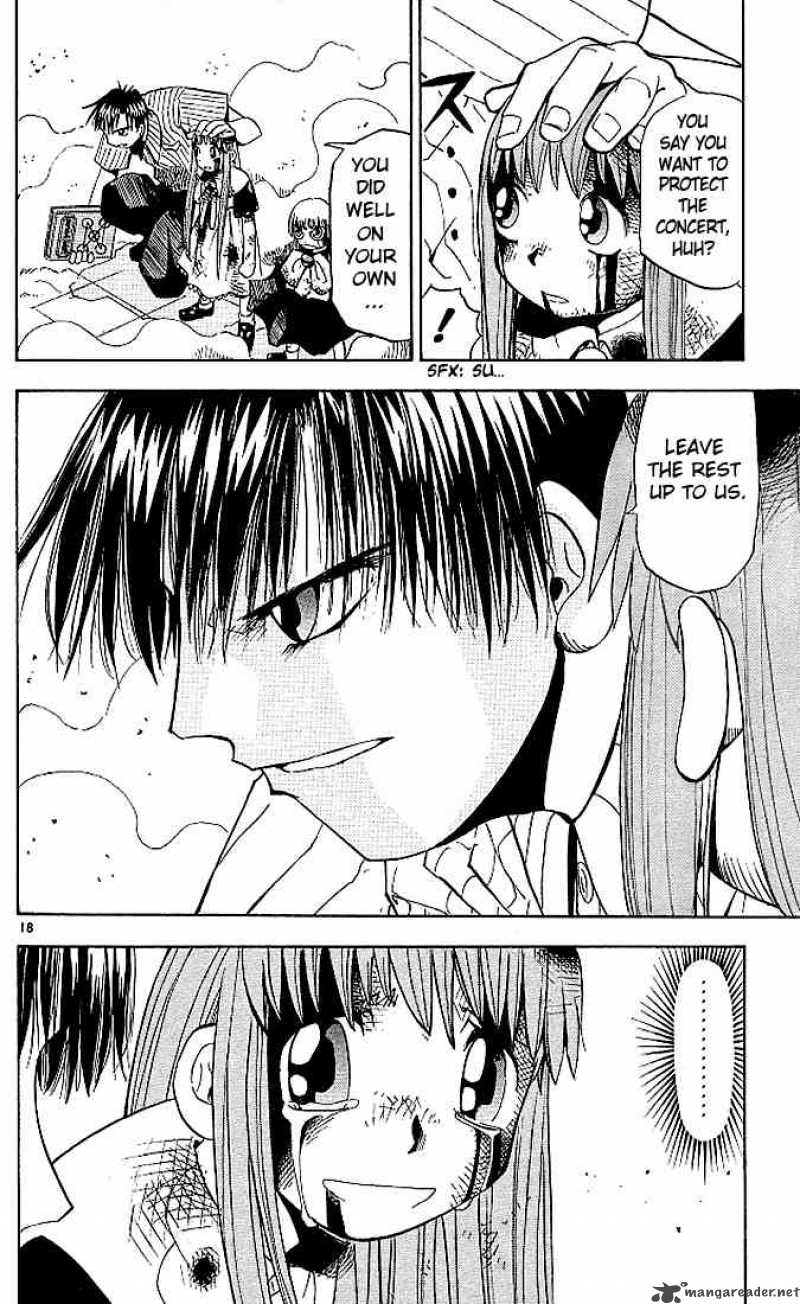 YOU
SAY YOU
WANT TO
PROTECT
THE
CONCERT,
HUH?
ス
・・・
SFX: SU...
YOU
DID
WELL
ON
YOUR
OWN
...
LEAVE
THE REST
UP TO US.
18
.........
mangareader.net